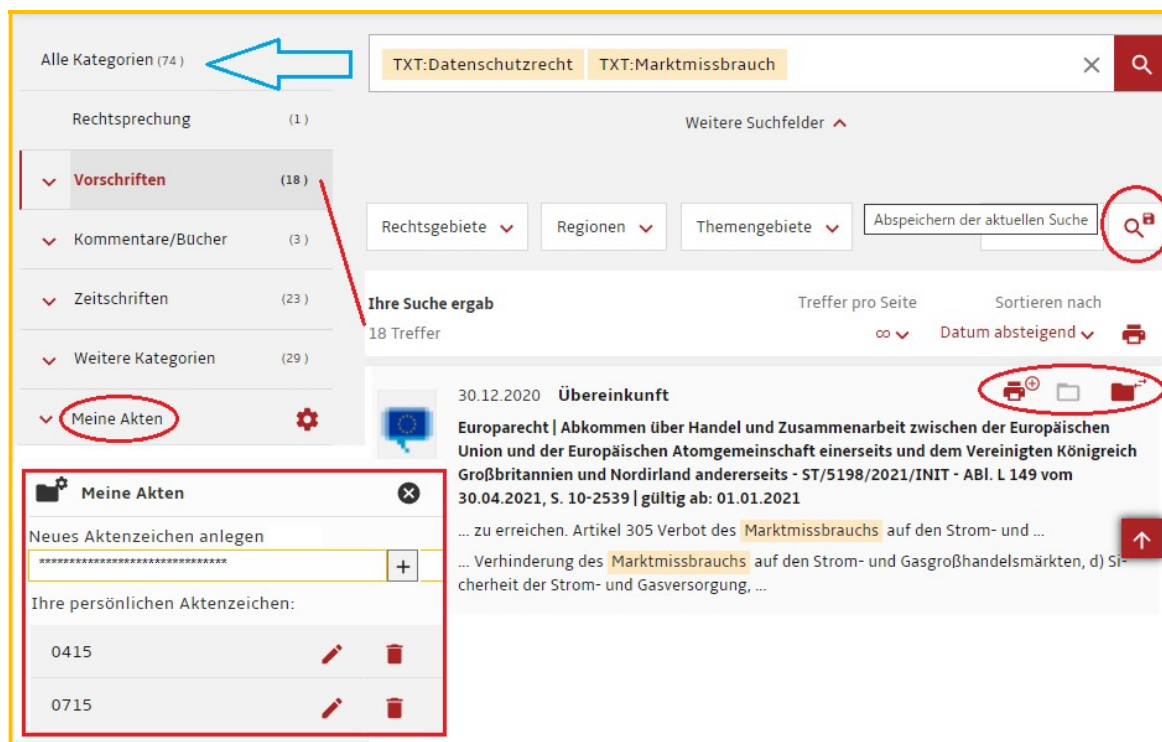 Alle Kategorien (74)
Rechtsprechung (1)
Vorschriften (18)
Kommentare/Bücher (3)
Zeitschriften (23)
Weitere Kategorien (29)
Meine Akten
Meine Akten
Neues Aktenzeichen anlegen
*******************************
+
Ihre persönlichen Aktenzeichen:
0415
0715
TXT:Datenschutzrecht TXT:Marktmissbrauch
Weitere Suchfelder
Rechtsgebiete Regionen Themengebiete Abspeichern der aktuellen Suche
Ihre Suche ergab Treffer pro Seite Sortieren nach
18 Treffer ∞ Datum absteigend
30.12.2020 Übereinkunft
Europarecht | Abkommen über Handel und Zusammenarbeit zwischen der Europäischen
Union und der Europäischen Atomgemeinschaft einerseits und dem Vereinigten Königreich
Großbritannien und Nordirland andererseits - ST/5198/2021/INIT - ABl. L 149 vom
30.04.2021, S. 10-2539 | gültig ab: 01.01.2021
... zu erreichen. Artikel 305 Verbot des Marktmissbrauchs auf den Strom- und ...
... Verhinderung des Marktmissbrauchs auf den Strom- und Gasgroßhandelsmärkten, d) Si-
cherheit der Strom- und Gasversorgung, ...